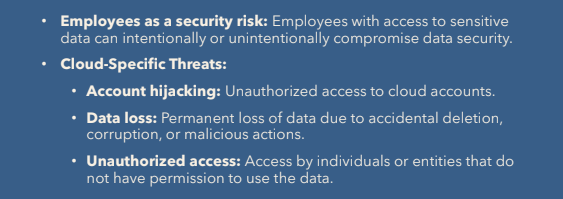 • Employees as a security risk: Employees with access to sensitive
data can intentionally or unintentionally compromise data security.
• Cloud-Specific Threats:
• Account hijacking: Unauthorized access to cloud accounts.
• Data loss: Permanent loss of data due to accidental deletion,
corruption, or malicious actions.
• Unauthorized access: Access by individuals or entities that do
not have permission to use the data.